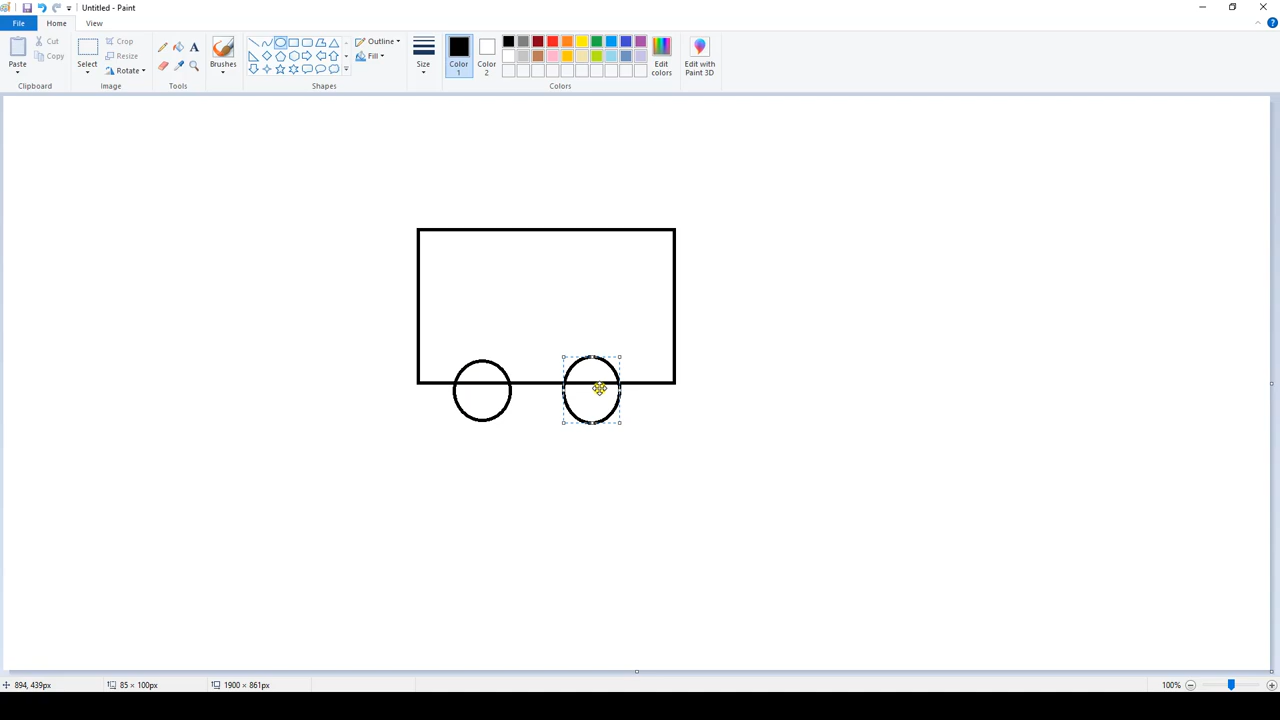 Untitled - Paint
File Home View
Paste
Cut
Copy
Clipboard
Select
Crop
Resize
Rotate
Image
A
Tools
Brushes
Outline
Fill
Shapes
Size
Color 1
Color 2
Edit colors
Colors
Edit with Paint 3D
894, 439px 85 × 100px 1900 × 861px 100%